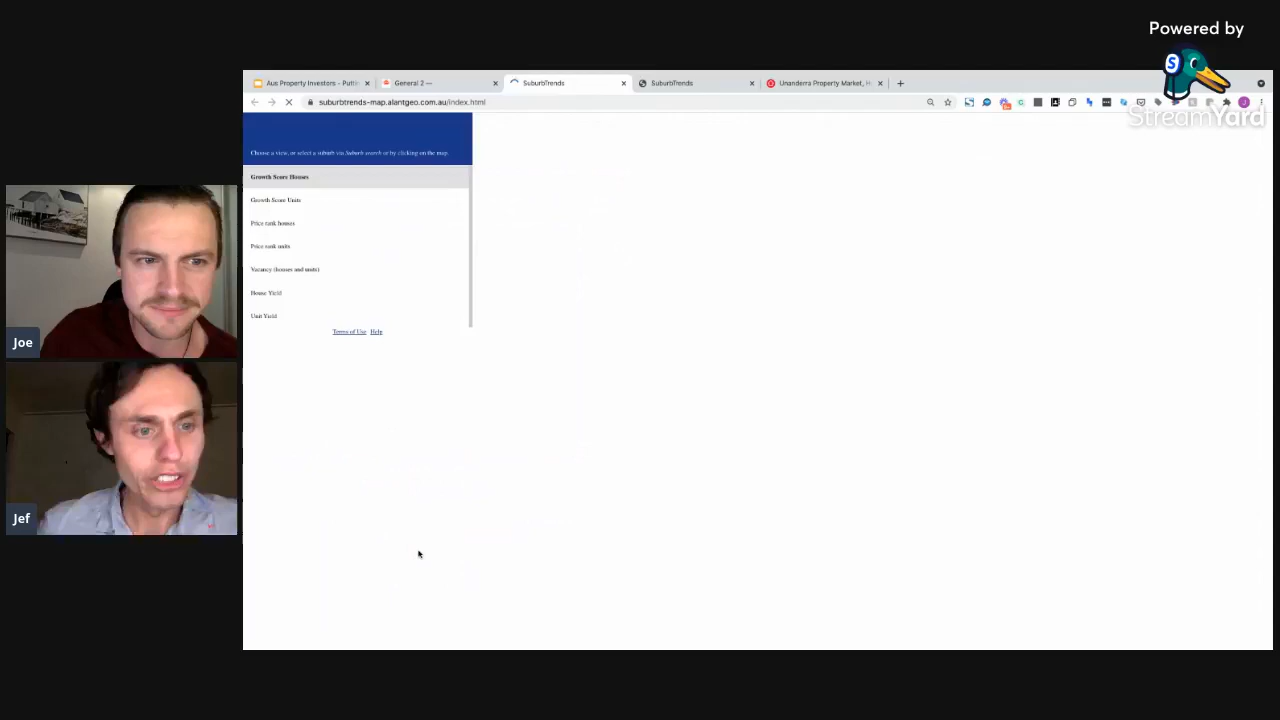 Powered by
S
StreamYard
Aus Property Investors – Puttin
General 2 —
SuburbTrends
SuburbTrends
Unanderra Property Market, H
suburbtrends-map.alantgeo.com.au/index.html
J
Choose a view, or select a suburb via Suburb search or by clicking on the map.
Growth Score Houses
Growth Score Units
Price rank houses
Price rank units
Vacancy (houses and units)
House Yield
Unit Yield
Terms of Use Help
Joe
Jef